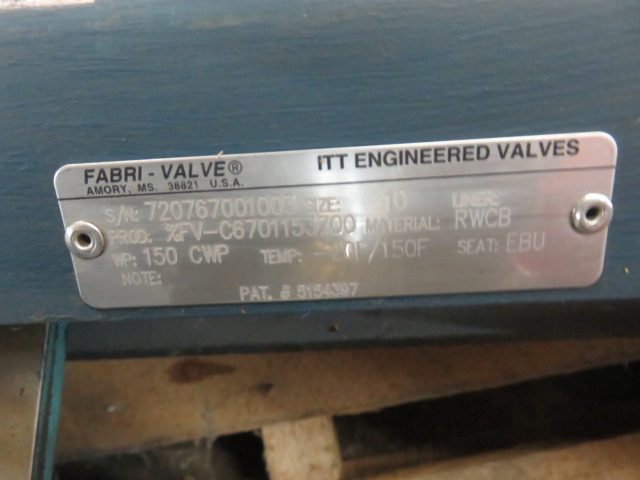 FABRI - VALVE® ITT ENGINEERED VALVES
AMORY, MS. 38821 U.S.A.
S/N: 720767001003 SIZE: 10 LINER:
PROD: %FV-C6701153700 MATERIAL: RWCB
WP: 150 CWP TEMP: /150F SEAT: EBU
NOTE:
PAT. # 5154397